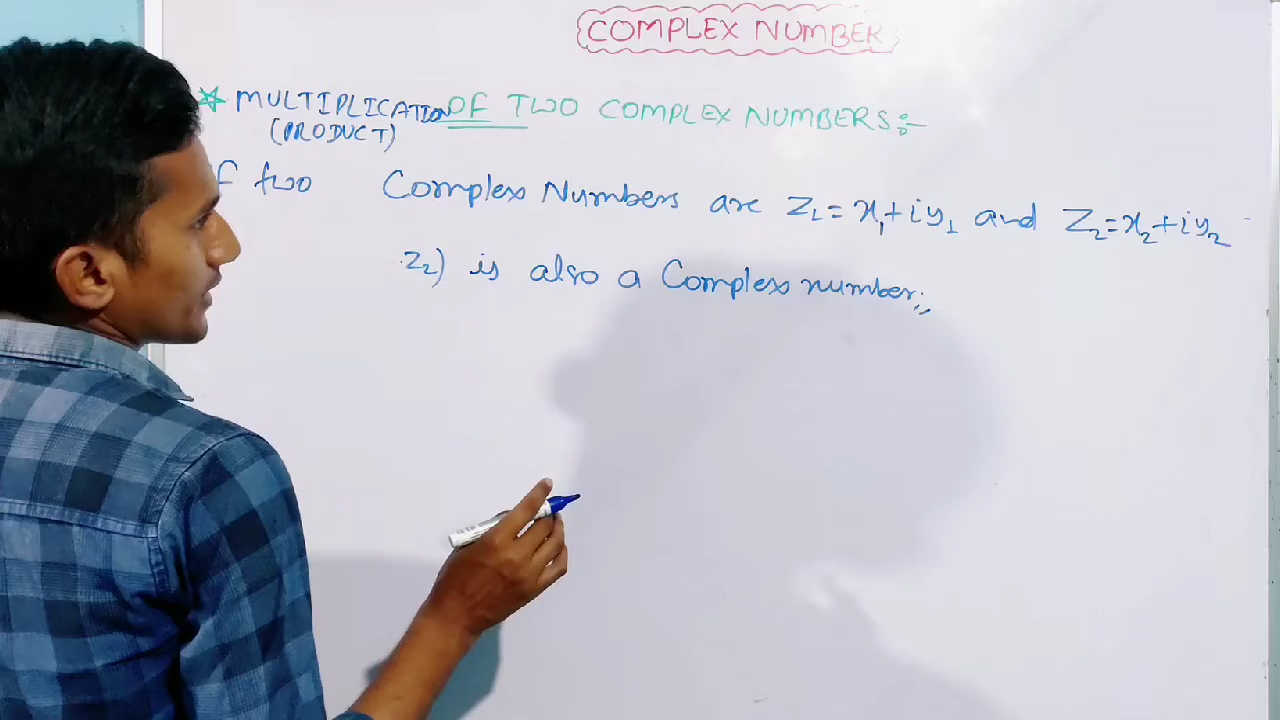 COMPLEX NUMBER
* MULTIPLICATION OF TWO COMPLEX NUMBERS:-
(PRODUCT)
two Complex Numbers are Z₁ = x₁ + iy₁ and Z₂ = x₂ + iy₂
Z₂) is also a Complex number;,